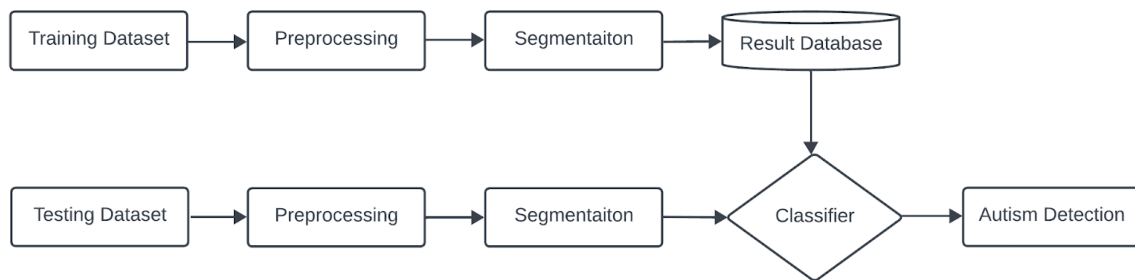 Training Dataset
Preprocessing
Segmentaiton
Result Database
Testing Dataset
Preprocessing
Segmentaiton
Classifier
Autism Detection